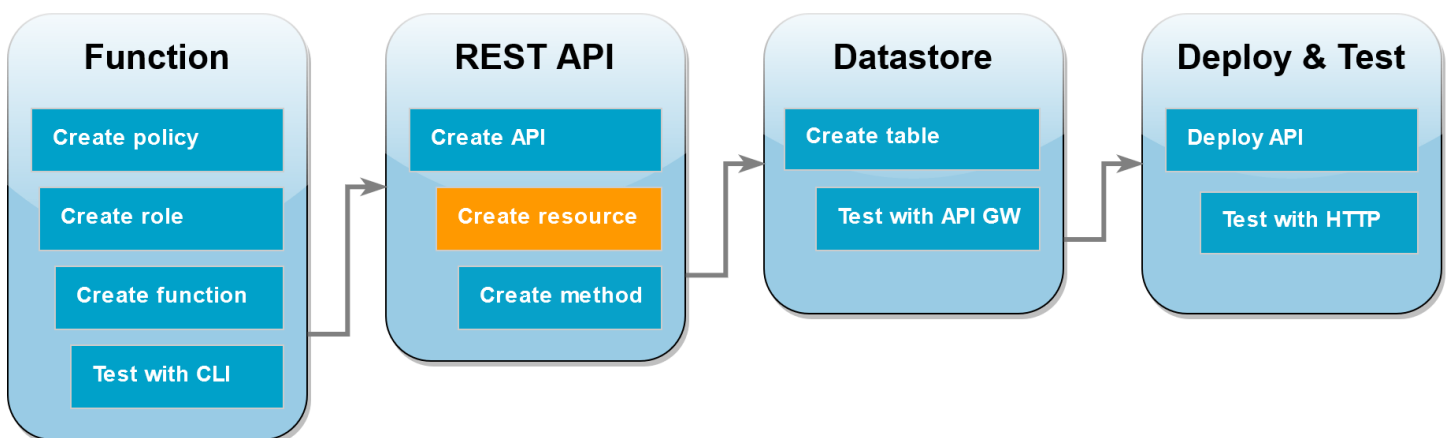 Function
Create policy
Create role
Create function
Test with CLI
REST API
Create API
Create resource
Create method
Datastore
Create table
Test with API GW
Deploy & Test
Deploy API
Test with HTTP